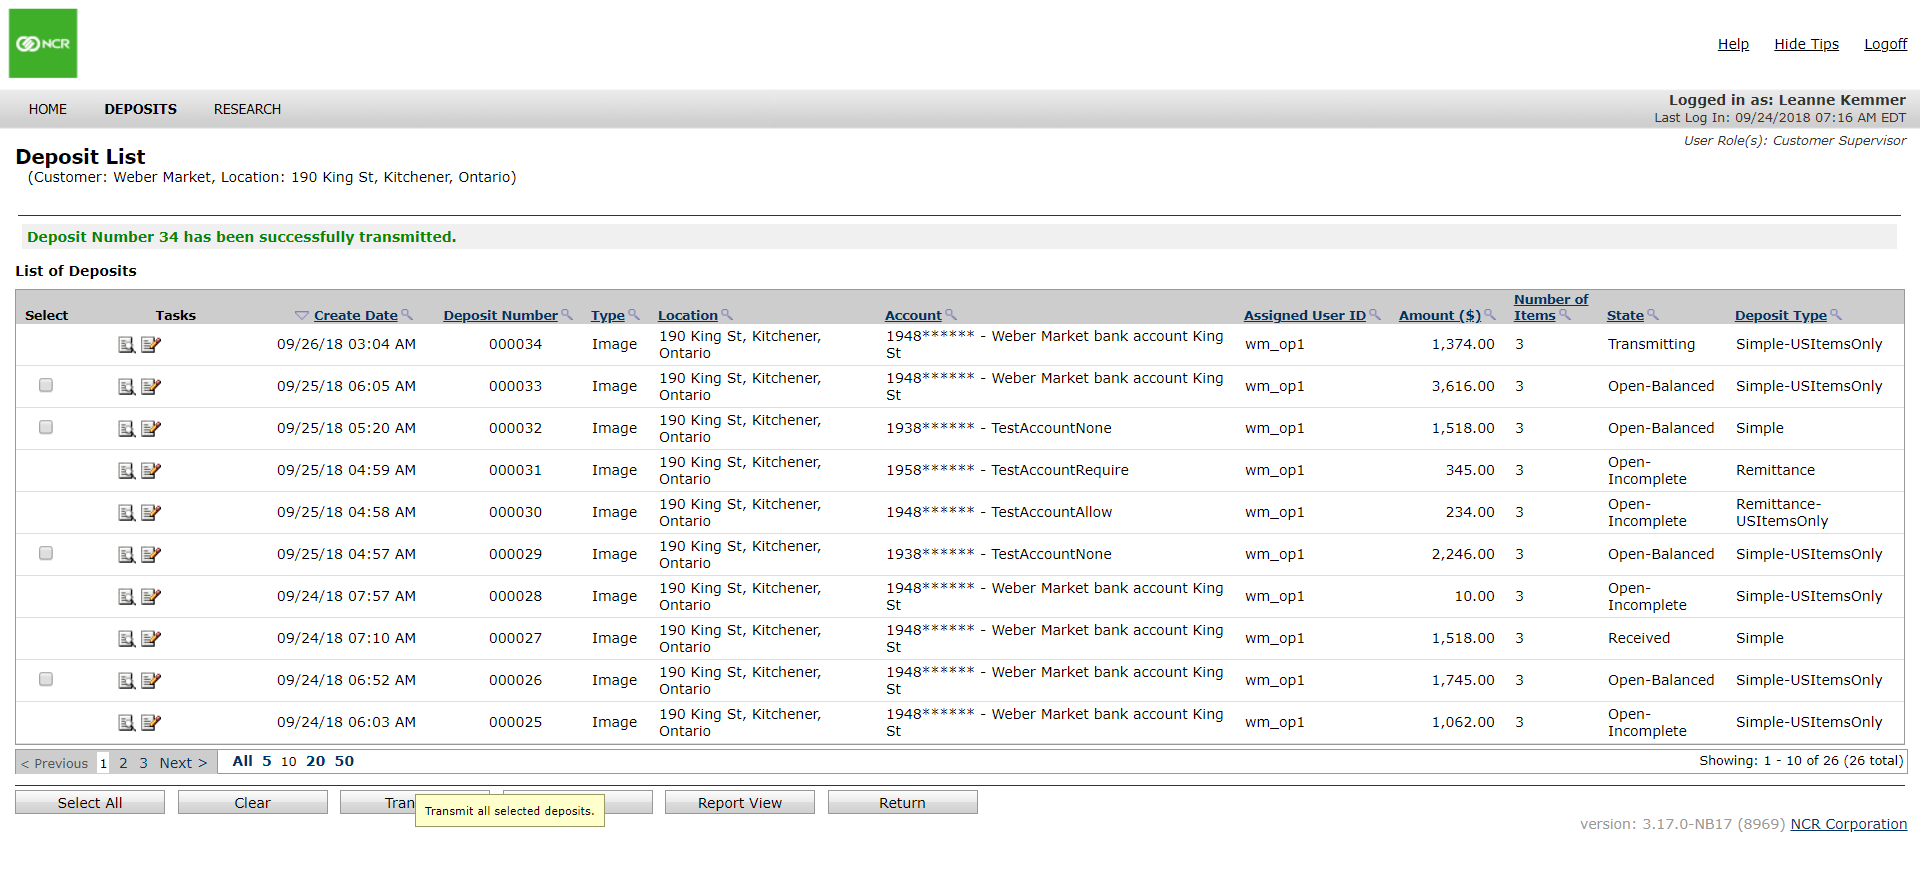 NCR
Help Hide Tips Logoff
HOME DEPOSITS RESEARCH
Logged in as: Leanne Kemmer
Last Log In: 09/24/2018 07:16 AM EDT
User Role(s): Customer Supervisor
Deposit List
(Customer: Weber Market, Location: 190 King St, Kitchener, Ontario)
Deposit Number 34 has been successfully transmitted.
List of Deposits
Select Tasks Create Date Deposit Number Type Location Account Assigned User ID Amount ($) Number of Items State Deposit Type
09/26/18 03:04 AM 000034 Image 190 King St, Kitchener, Ontario 1948****** - Weber Market bank account King St wm_op1 1,374.00 3 Transmitting Simple-USItemsOnly
09/25/18 06:05 AM 000033 Image 190 King St, Kitchener, Ontario 1948****** - Weber Market bank account King St wm_op1 3,616.00 3 Open-Balanced Simple-USItemsOnly
09/25/18 05:20 AM 000032 Image 190 King St, Kitchener, Ontario 1938****** - TestAccountNone wm_op1 1,518.00 3 Open-Balanced Simple
09/25/18 04:59 AM 000031 Image 190 King St, Kitchener, Ontario 1958****** - TestAccountRequire wm_op1 345.00 3 Open-Incomplete Remittance
09/25/18 04:58 AM 000030 Image 190 King St, Kitchener, Ontario 1948****** - TestAccountAllow wm_op1 234.00 3 Open-Incomplete Remittance-USItemsOnly
09/25/18 04:57 AM 000029 Image 190 King St, Kitchener, Ontario 1938****** - TestAccountNone wm_op1 2,246.00 3 Open-Balanced Simple-USItemsOnly
09/24/18 07:57 AM 000028 Image 190 King St, Kitchener, Ontario 1948****** - Weber Market bank account King St wm_op1 10.00 3 Open-Incomplete Simple-USItemsOnly
09/24/18 07:10 AM 000027 Image 190 King St, Kitchener, Ontario 1948****** - Weber Market bank account King St wm_op1 1,518.00 3 Received Simple
09/24/18 06:52 AM 000026 Image 190 King St, Kitchener, Ontario 1948****** - Weber Market bank account King St wm_op1 1,745.00 3 Open-Balanced Simple-USItemsOnly
09/24/18 06:03 AM 000025 Image 190 King St, Kitchener, Ontario 1948****** - Weber Market bank account King St wm_op1 1,062.00 3 Open-Incomplete Simple-USItemsOnly
< Previous 1 2 3 Next > All 5 10 20 50 Showing: 1 - 10 of 26 (26 total)
Select All Clear Tran Report View Return
Transmit all selected deposits.
version: 3.17.0-NB17 (8969) NCR Corporation